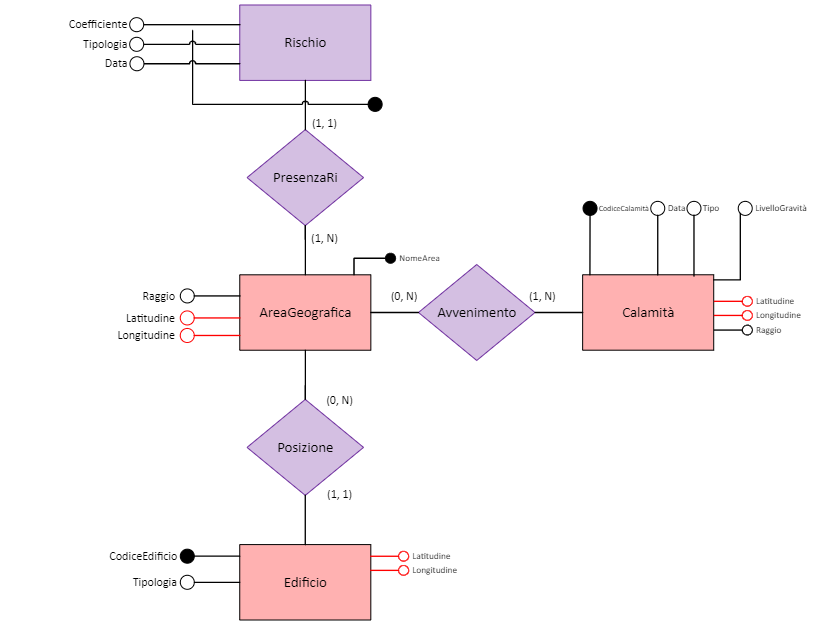 Coefficiente
Tipologia
Data
Rischio
(1, 1)
PresenzaRi
(1, N)
NomeArea
CodiceCalamità
Data
Tipo
LivelloGravità
Raggio
Latitudine
Longitudine
AreaGeografica
(0, N)
Avvenimento
(1, N)
Calamità
Latitudine
Longitudine
Raggio
(0, N)
Posizione
(1, 1)
CodiceEdificio
Tipologia
Edificio
Latitudine
Longitudine